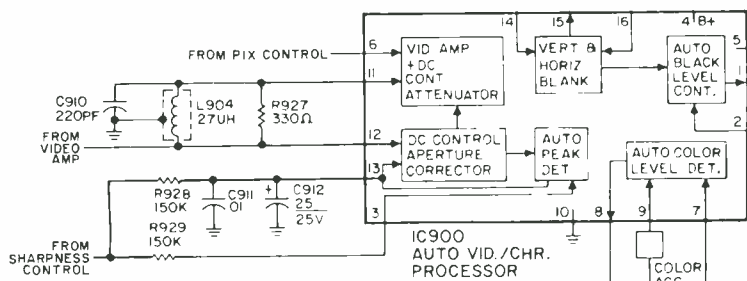 14
15
16
4 B+
FROM PIX CONTROL
6
VID AMP
+DC
CONT
ATTENUATOR
VERT &
HORIZ
BLANK
AUTO
BLACK
LEVEL
CONT.
5
1
11
C910
220PF
L904
27UH
R927
330Ω
2
FROM
VIDEO
AMP
12
DC CONTROL
APERTURE
CORRECTOR
AUTO
PEAK
DET
AUTO COLOR
LEVEL DET.
13
R928
150K
C911
.01
+
C912
25
25V
R929
150K
3
10
8
9
7
FROM
SHARPNESS
CONTROL
IC900
AUTO VID./CHR.
PROCESSOR
COLOR
ACC